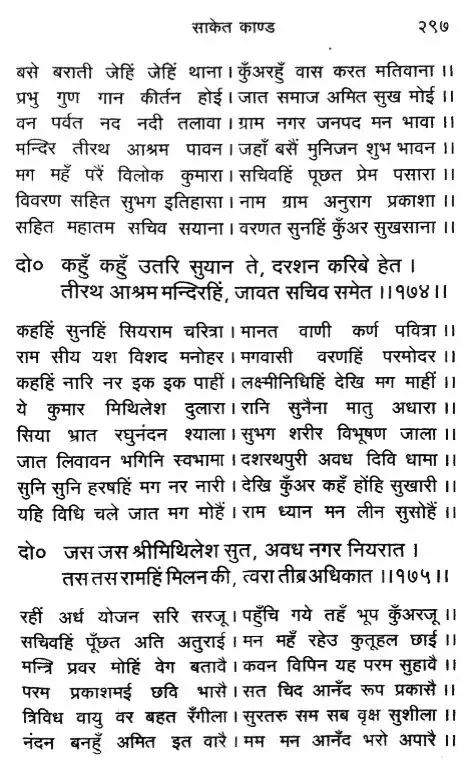 साकेत काण्ड २९७
बसे बराती जेहिं जेहिं थाना । कुँअरहुँ वास करत मतिवाना ।।
प्रभु गुण गान कीर्तन होई । जात समाज अमित सुख मोई ।।
वन पर्वत नद नदी तलावा । ग्राम नगर जनपद मन भावा ।।
मन्दिर तीरथ आश्रम पावन । जहाँ बसैं मुनिजन शुभ भावन ।।
मग महँ परैं विलोक कुमारा । सचिवहिं पूछत प्रेम पसारा ।।
विवरण सहित सुभग इतिहासा । नाम ग्राम अनुराग प्रकाशा ।।
सहित महातम सचिव सयाना । वरणत सुनहिं कुँअर सुखसाना ।।
दो० कहुँ कहुँ उतरि सुयान ते, दरशन करिबे हेत ।
तीरथ आश्रम मन्दिरहिं, जावत सचिव समेत ।।१७४।।
कहहिं सुनहिं सियराम चरित्रा । मानत वाणी कर्ण पवित्रा ।।
राम सीय यश विशद मनोहर । मगवासी वरणहिं परमोदर ।।
कहहिं नारि नर इक इक पाहीं । लक्ष्मीनिधिहिं देखि मग माहीं ।।
ये कुमार मिथिलेश दुलारा । रानि सुनैना मातु अधारा ।।
सिया भ्रात रघुनंदन श्याला । सुभग शरीर विभूषण जाला ।।
जात लिवावन भगिनि स्वभामा । दशरथपुरी अवध दिवि धामा ।।
सुनि सुनि हरषहिं मग नर नारी । देखि कुँअर कहँ होंहि सुखारी ।।
यहि विधि चले जात मग मोहैं । राम ध्यान मन लीन सुसोहैं ।।
दो० जस जस श्रीमिथिलेश सुत, अवध नगर नियरात ।
तस तस रामहिं मिलन की, त्वरा तीब्र अधिकात ।।१७५।।
रहीं अर्ध योजन सरि सरजू । पहुँचि गये तहँ भूप कुँअरजू ।।
सचिवहिं पूँछत अति अतुराई । मन महँ रहेउ कुतूहल छाई ।।
मन्त्रि प्रवर मोहिं वेग बतावै । कवन विपिन यह परम सुहावै ।।
परम प्रकाशमई छवि भासै । सत चिद आनँद रूप प्रकासै ।।
त्रिविध वायु वर बहत रँगीला । सुरतरु सम सब वृक्ष सुशीला ।।
नंदन बनहुँ अमित इत वारै । मम मन आनँद भरो अपारै ।।